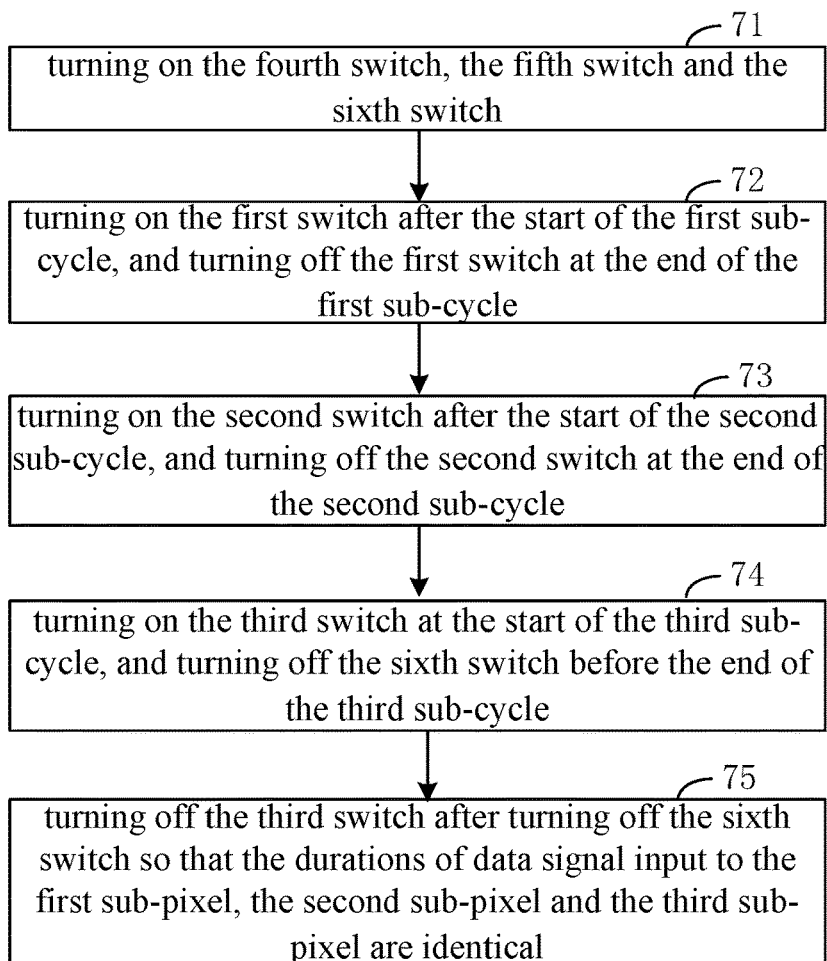 71
turning on the fourth switch, the fifth switch and the
sixth switch
72
turning on the first switch after the start of the first sub-
cycle, and turning off the first switch at the end of the
first sub-cycle
73
turning on the second switch after the start of the second
sub-cycle, and turning off the second switch at the end of
the second sub-cycle
74
turning on the third switch at the start of the third sub-
cycle, and turning off the sixth switch before the end of
the third sub-cycle
75
turning off the third switch after turning off the sixth
switch so that the durations of data signal input to the
first sub-pixel, the second sub-pixel and the third sub-
pixel are identical